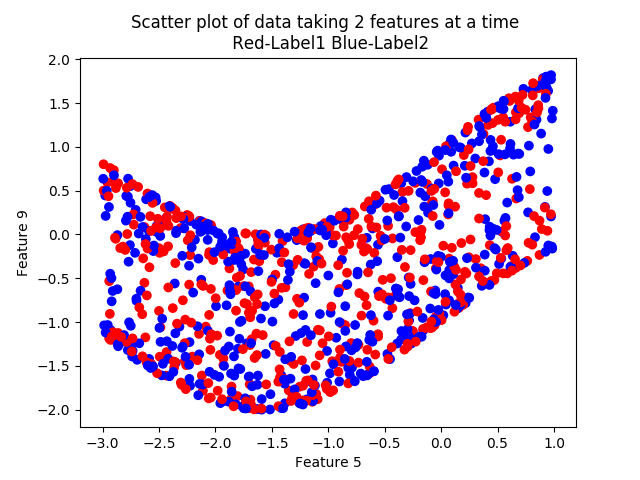 Scatter plot of data taking 2 features at a time
Red-Label1 Blue-Label2
2.0
1.5
1.0
0.5
0.0
−0.5
−1.0
−1.5
−2.0
Feature 9
−3.0 −2.5 −2.0 −1.5 −1.0 −0.5 0.0 0.5 1.0
Feature 5